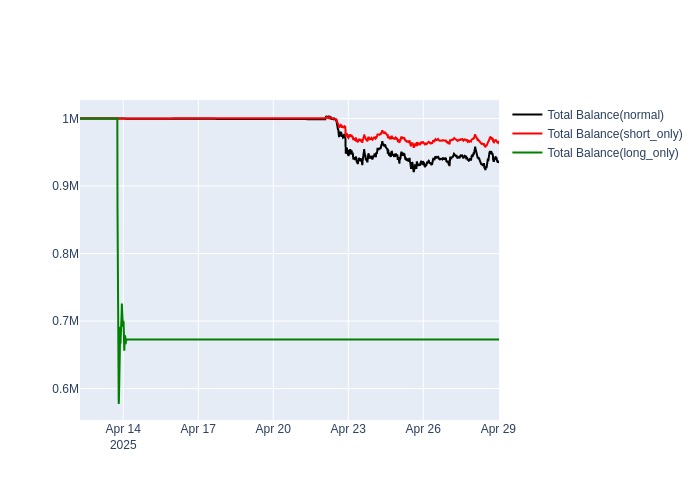 1M
0.9M
0.8M
0.7M
0.6M
Apr 14
2025
Apr 17
Apr 20
Apr 23
Apr 26
Apr 29
Total Balance(normal)
Total Balance(short_only)
Total Balance(long_only)